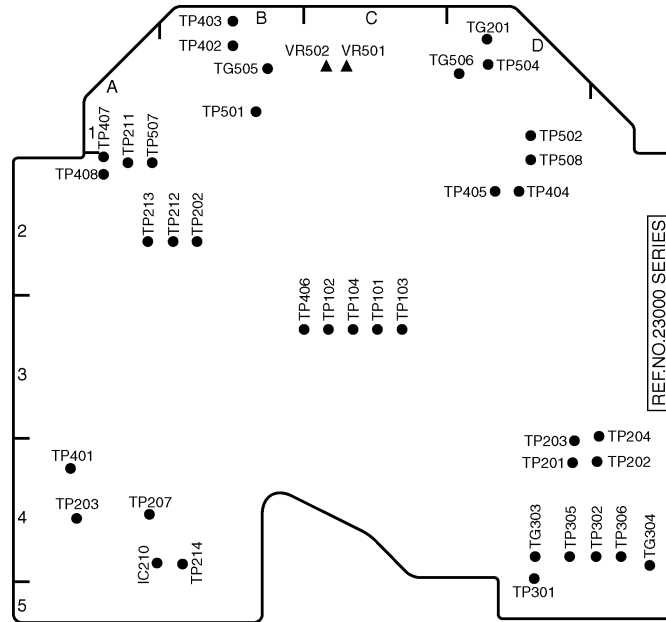 TP403
B
C
TG201
TP402
VR502
VR501
D
TG505
TG506
TP504
A
TP501
1
TP407
TP211
TP507
TP502
TP508
TP408
TP405
TP404
2
TP213
TP212
TP202
REF.NO.23000 SERIES
TP406
TP102
TP104
TP101
TP103
3
TP203
TP204
TP401
TP201
TP202
TP203
TP207
4
TG303
TP305
TP302
TP306
TG304
IC210
TP214
TP301
5